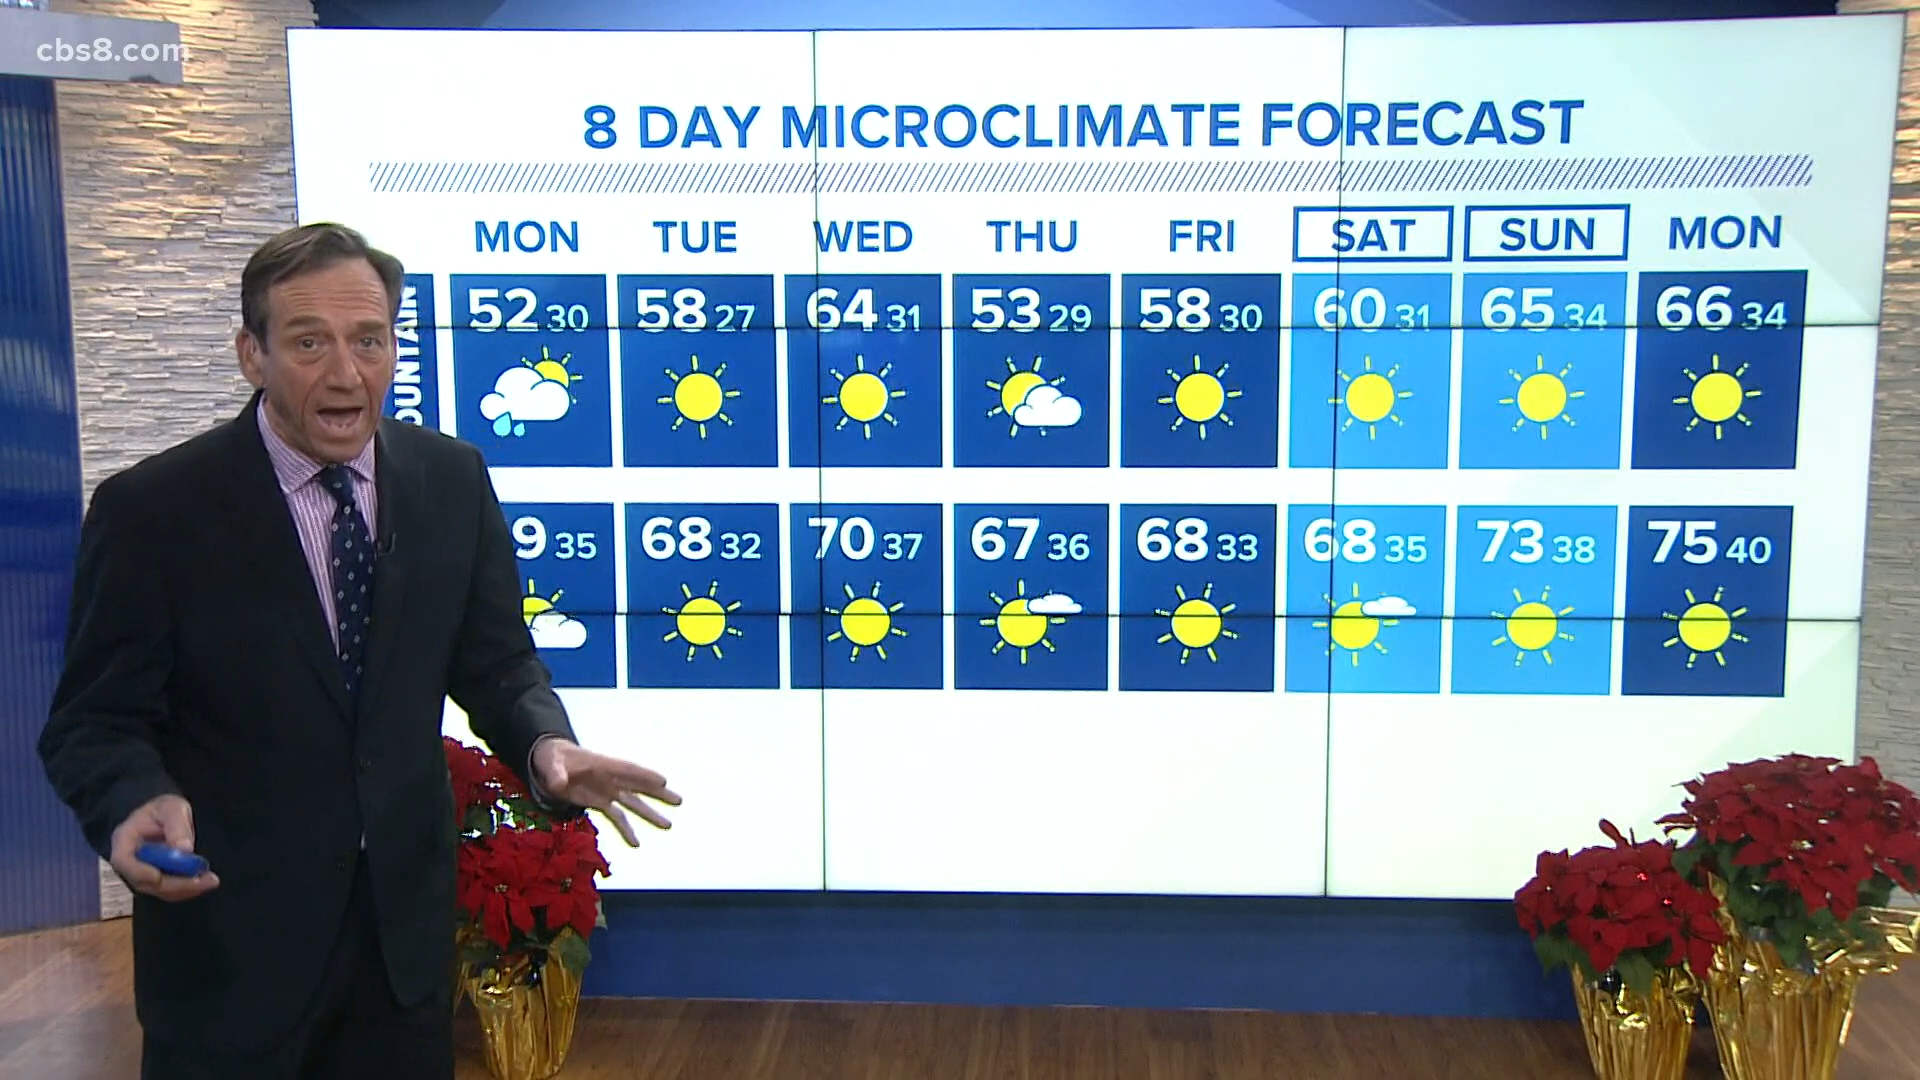 cbs8.com
8 DAY MICROCLIMATE FORECAST
MON TUE WED THU FRI SAT SUN MON
OUNTAIN
52 30 58 27 64 31 53 29 58 30 60 31 65 34 66 34
9 35 68 32 70 37 67 36 68 33 68 35 73 38 75 40